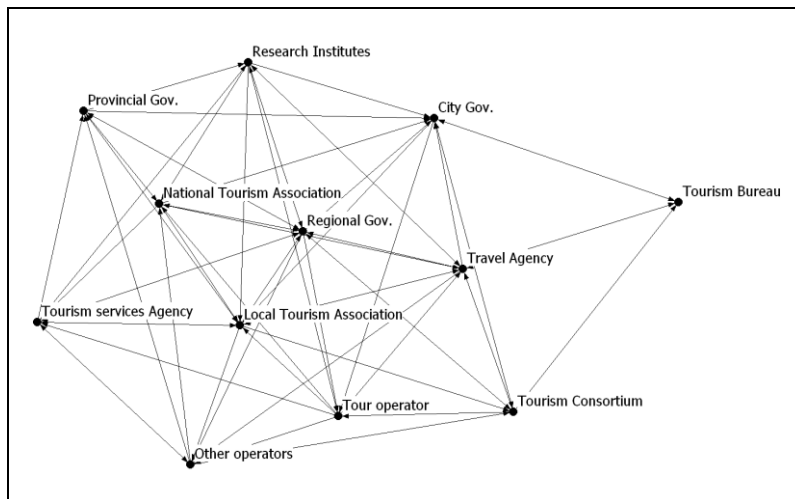 Research Institutes
Provincial Gov.
City Gov.
National Tourism Association
Tourism Bureau
Regional Gov.
Travel Agency
Tourism services Agency
Local Tourism Association
Tour operator
Tourism Consortium
Other operators